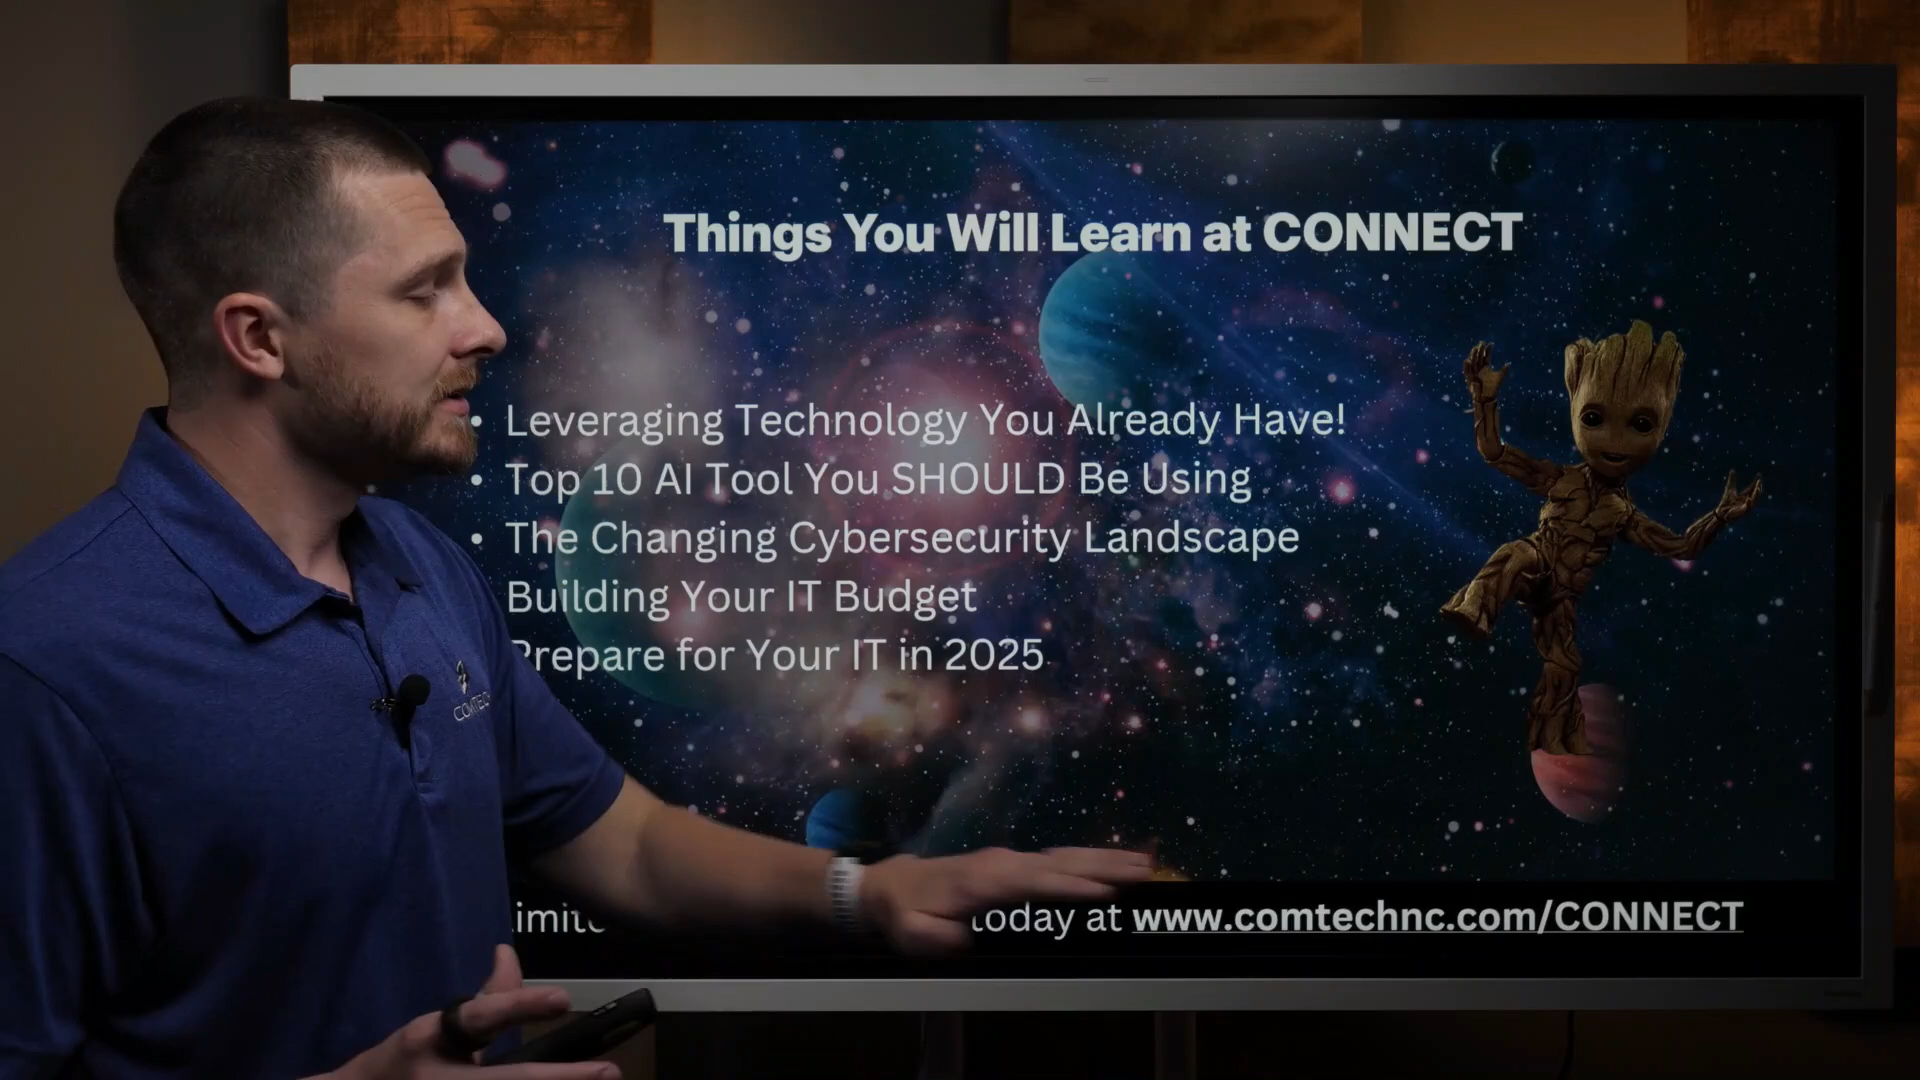 Things You Will Learn at CONNECT
• Leveraging Technology You Already Have!
• Top 10 AI Tool You SHOULD Be Using
• The Changing Cybersecurity Landscape
Building Your IT Budget
Prepare for Your IT in 2025
today at www.comtechnc.com/CONNECT